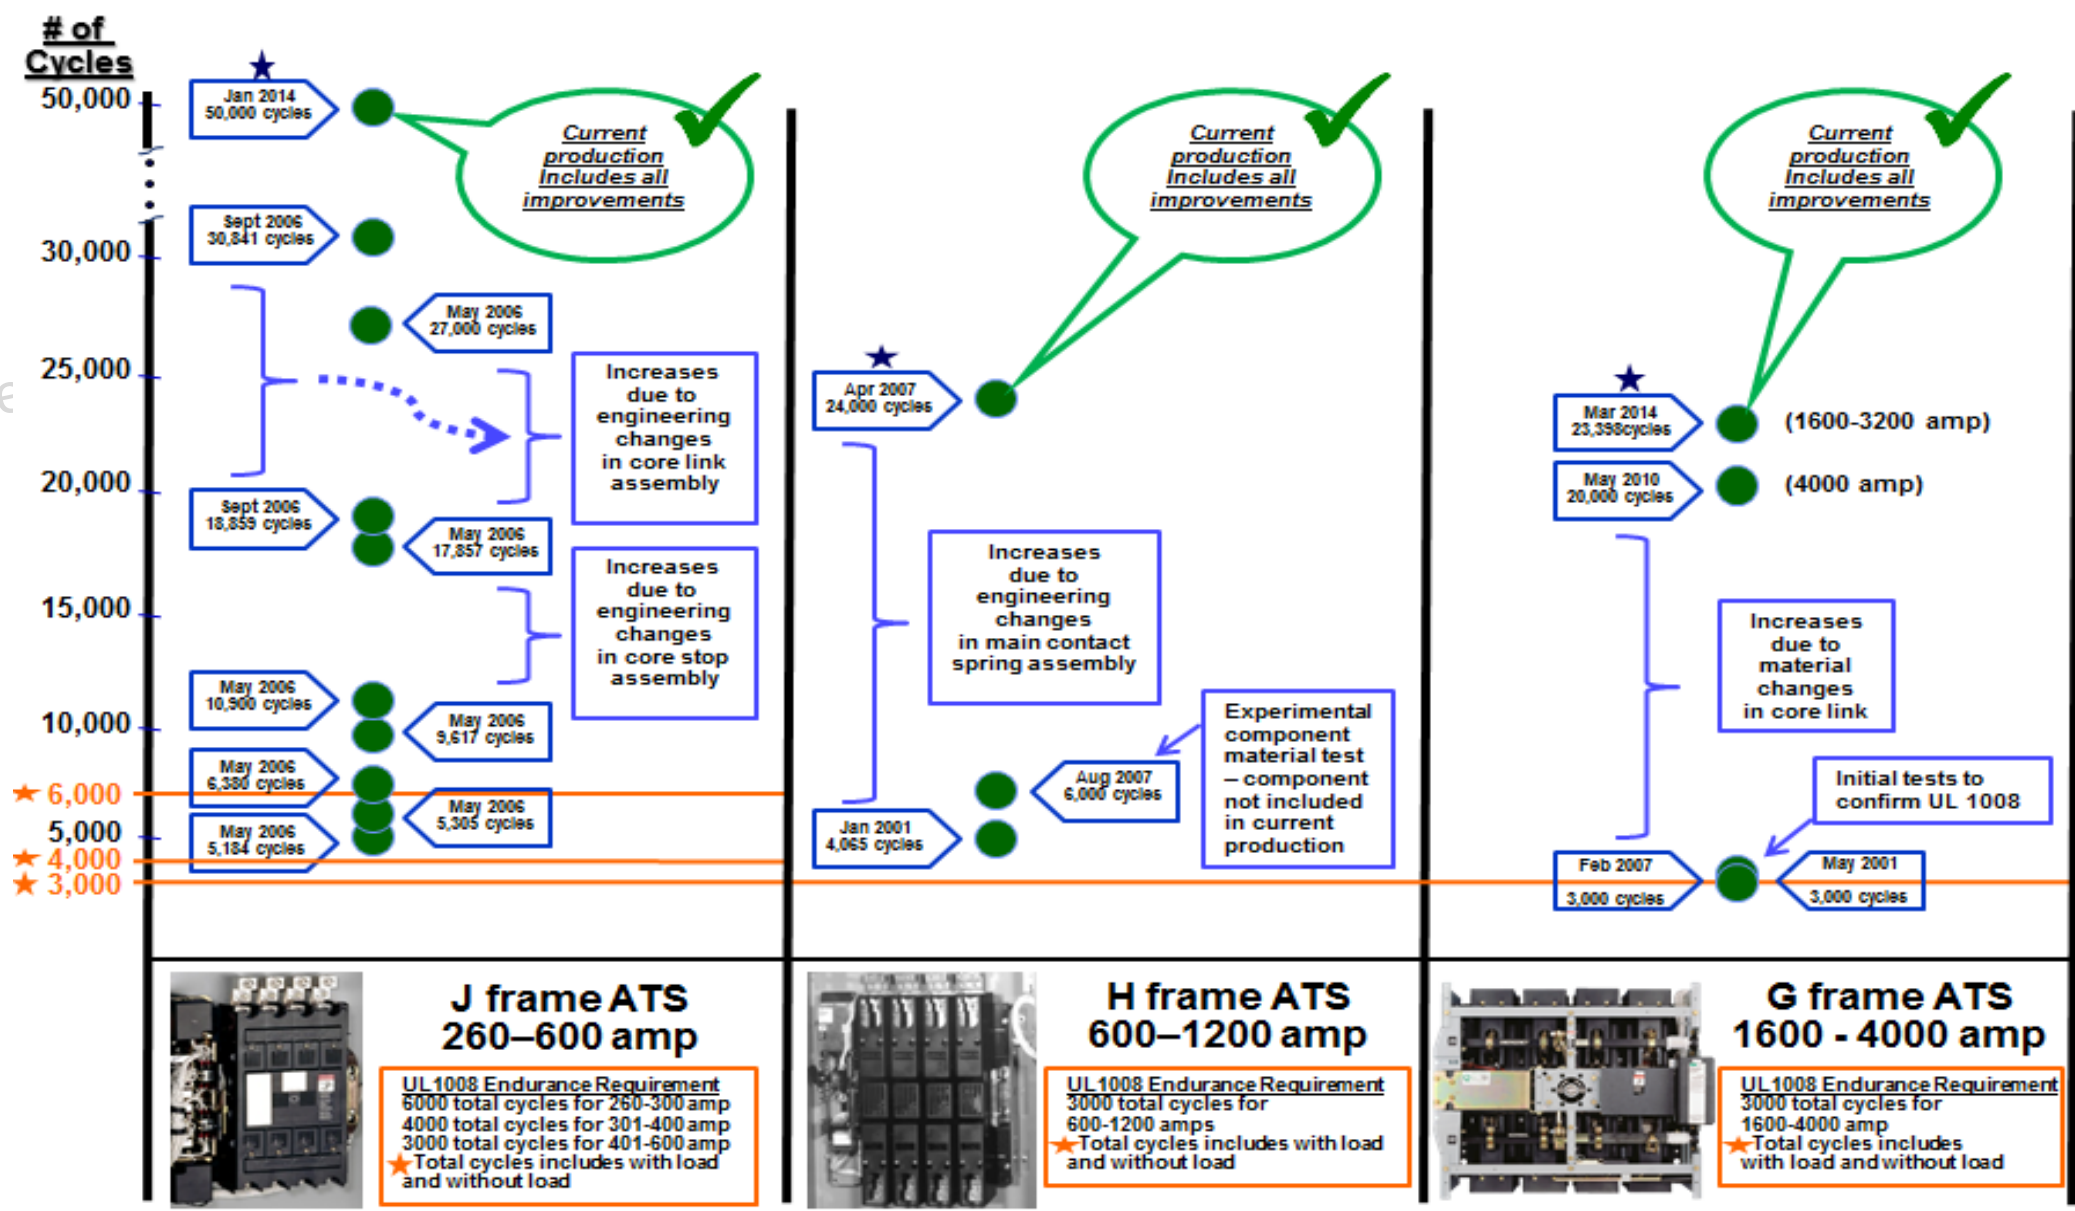 # of
Cycles
50,000
30,000
25,000
20,000
15,000
10,000
6,000
5,000
4,000
3,000
Jan 2014
50,000 cycles
Current
production
Includes all
improvements
Sept 2006
30,841 cycles
May 2006
27,000 cycles
Increases
due to
engineering
changes
in core link
assembly
Sept 2006
18,859 cycles
May 2006
17,857 cycles
Increases
due to
engineering
changes
in core stop
assembly
May 2006
10,900 cycles
May 2006
9,617 cycles
May 2006
6,380 cycles
May 2006
5,305 cycles
May 2006
5,184 cycles
J frame ATS
260–600 amp
UL1008 Endurance Requirement
6000 total cycles for 260-300 amp
4000 total cycles for 301-400 amp
3000 total cycles for 401-600 amp
Total cycles includes with load
and without load
Current
production
Includes all
improvements
Apr 2007
24,000 cycles
Increases
due to
engineering
changes
in main contact
spring assembly
Experimental
component
material test
– component
not included
in current
production
Aug 2007
6,000 cycles
Jan 2001
4,065 cycles
H frame ATS
600–1200 amp
UL1008 Endurance Requirement
3000 total cycles for
600-1200 amps
Total cycles includes with load
and without load
Current
production
Includes all
improvements
Mar 2014
23,398cycles
(1600-3200 amp)
May 2010
20,000 cycles
(4000 amp)
Increases
due to
material
changes
in core link
Initial tests to
confirm UL 1008
Feb 2007
3,000 cycles
May 2001
3,000 cycles
G frame ATS
1600 - 4000 amp
UL1008 Endurance Requirement
3000 total cycles for
1600-4000 amp
Total cycles includes
with load and without load